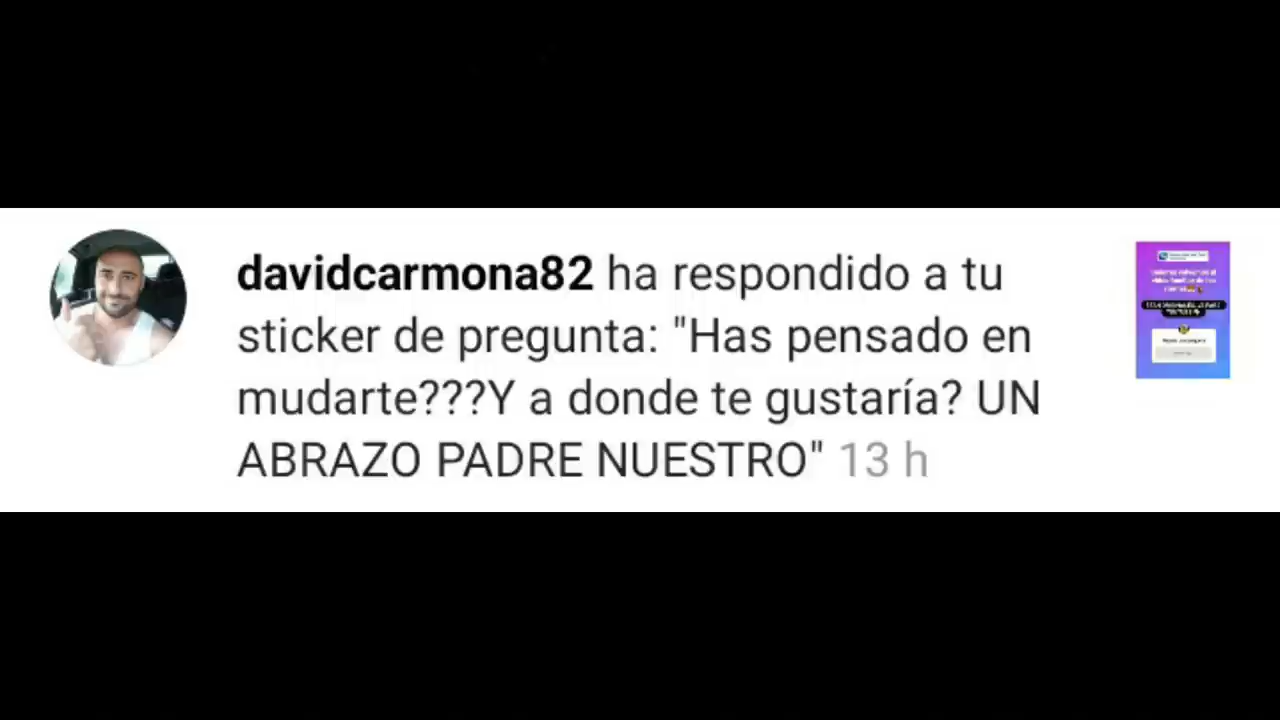 davidcarmona82 ha respondido a tu
sticker de pregunta: "Has pensado en
mudarte???Y a donde te gustaría? UN
ABRAZO PADRE NUESTRO" 13 h